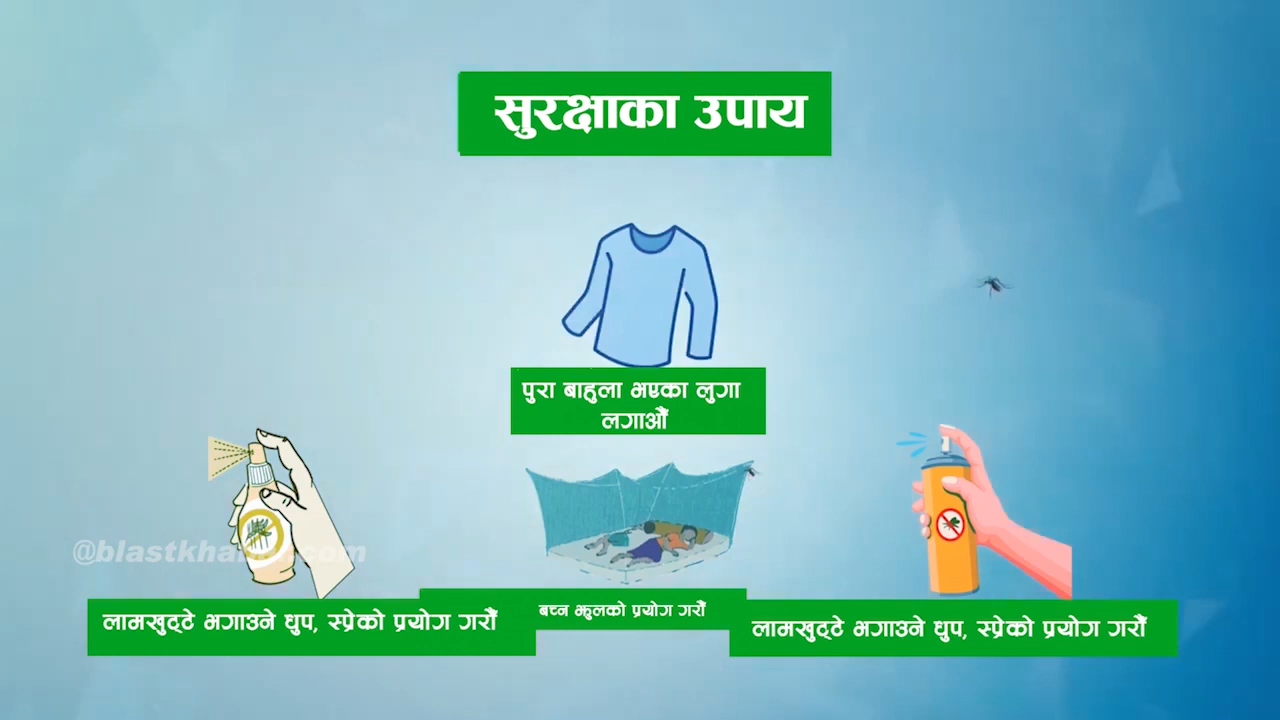 सुरक्षाका उपाय
पुरा बाहुला भएका लुगा
लगाऔं
लामखुट्टे भगाउने धुप, स्प्रेको प्रयोग गरौं
बच्न झुलको प्रयोग गरौं
लामखुट्टे भगाउने धुप, स्प्रेको प्रयोग गरौं